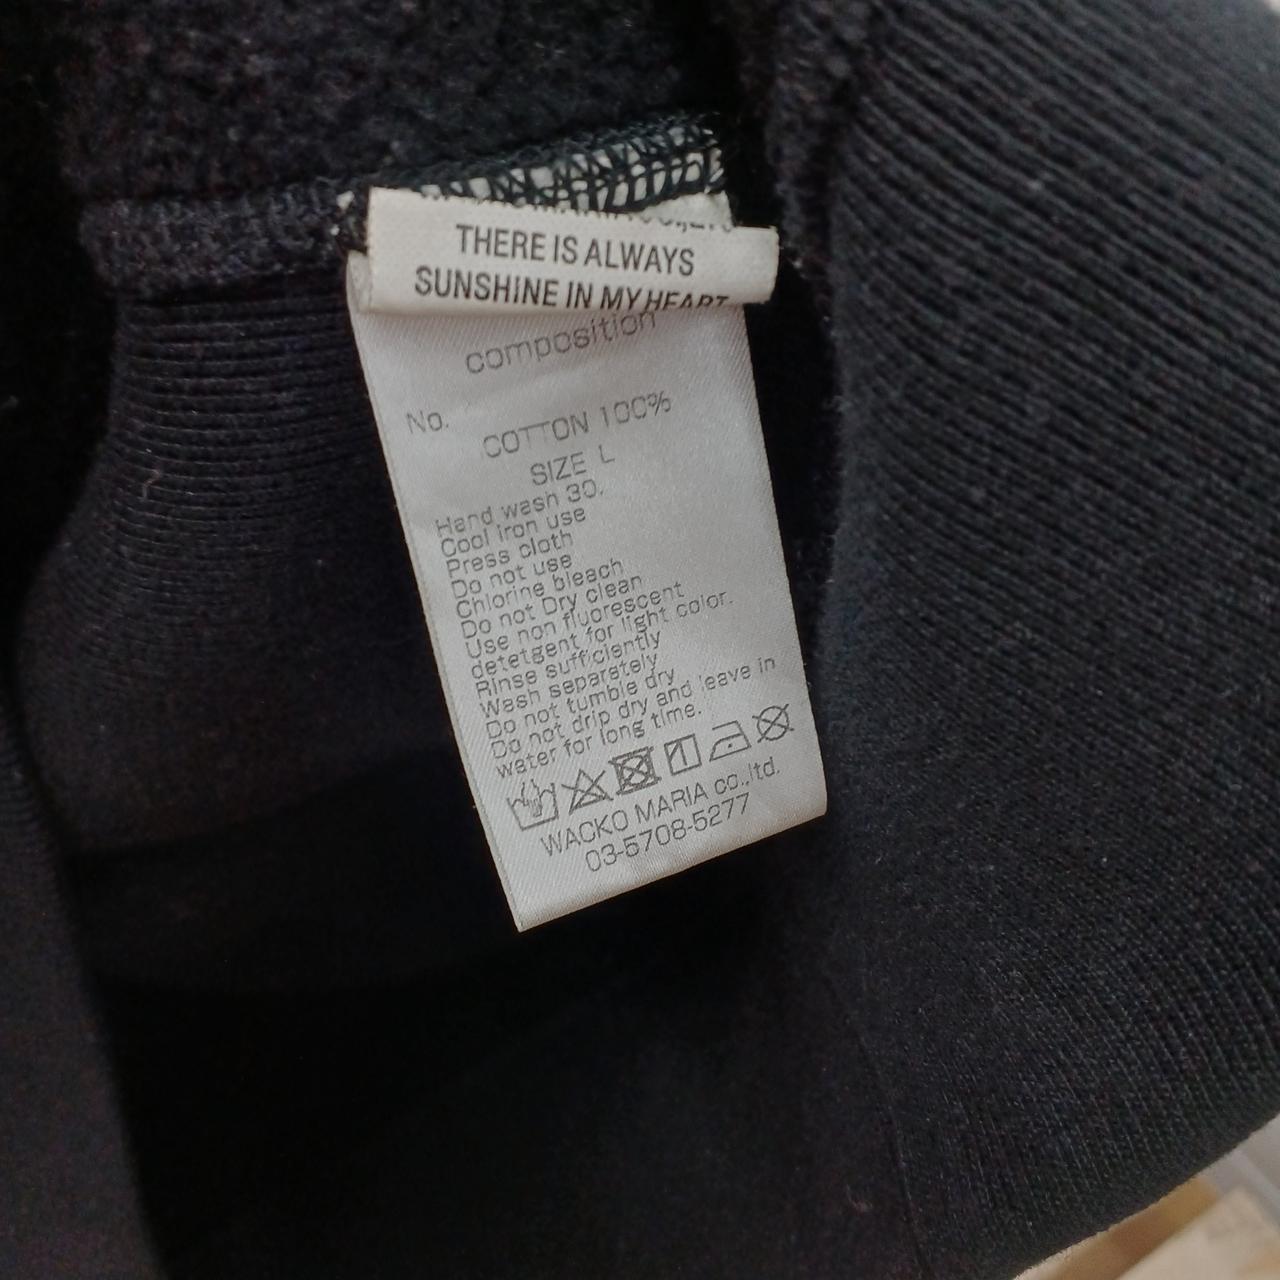 THERE IS ALWAYS
SUNSHINE IN MY HEART
composition
No.
COTTON 100%
SIZE L
Hand wash 30.
Cool iron use
Press cloth
Do not use
Chlorine bleach
Do not Dry clean
Use non fluorescent
detetgent for light color.
Rinse sufficiently
Wash separately
Do not tumble dry
Do not drip dry and leave in
water for long time.
WACKO MARIA co.,ltd.
03-5708-5277